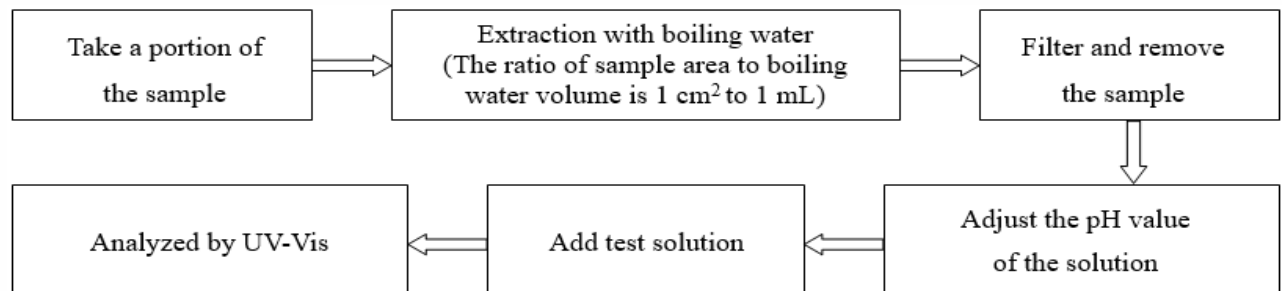 Take a portion of
the sample
Extraction with boiling water
(The ratio of sample area to boiling
water volume is 1 cm² to 1 mL)
Filter and remove
the sample
Adjust the pH value
of the solution
Add test solution
Analyzed by UV-Vis